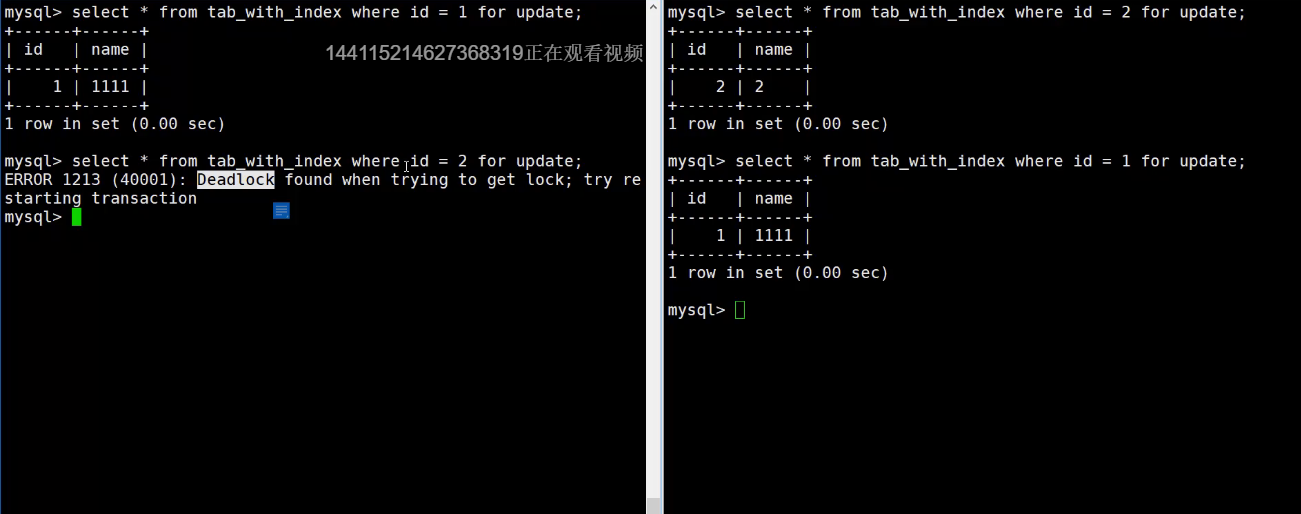 mysql> select * from tab_with_index where id = 1 for update;
+------+------+
| id   | name |
+------+------+
|    1 | 1111 |
+------+------+
1 row in set (0.00 sec)
144115214627368319正在观看视频
mysql> select * from tab_with_index where id = 2 for update;
ERROR 1213 (40001): Deadlock found when trying to get lock; try re
starting transaction
mysql>
mysql> select * from tab_with_index where id = 2 for update;
+------+------+
| id   | name |
+------+------+
|    2 | 2    |
+------+------+
1 row in set (0.00 sec)
mysql> select * from tab_with_index where id = 1 for update;
+------+------+
| id   | name |
+------+------+
|    1 | 1111 |
+------+------+
1 row in set (0.00 sec)
mysql>